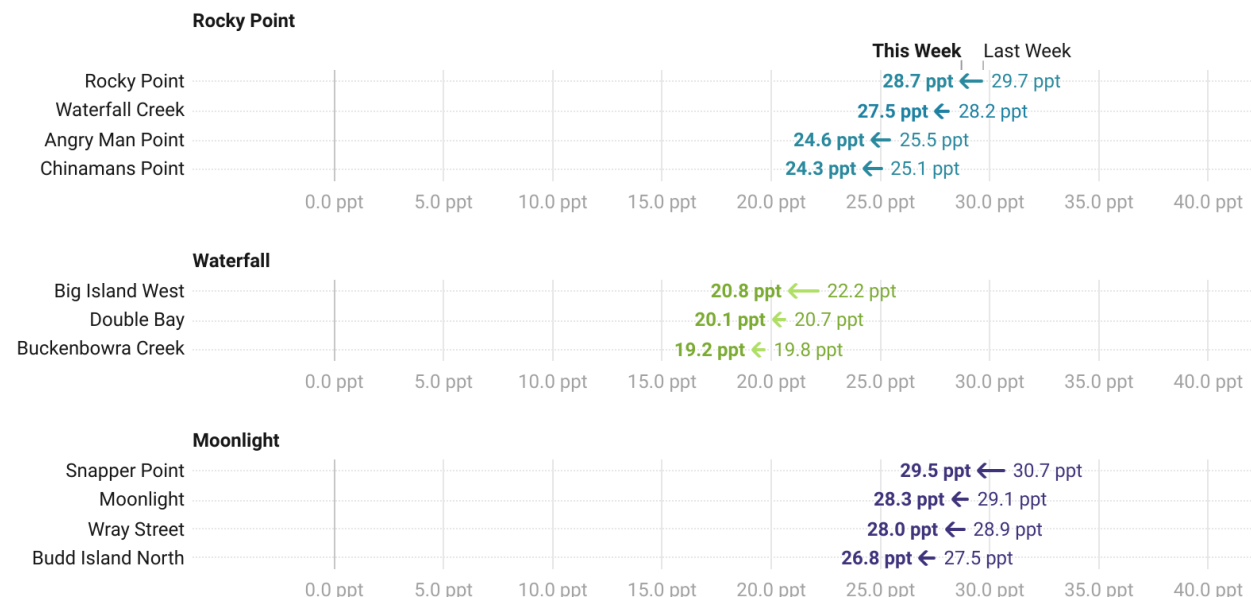 Rocky Point
This Week Last Week
Rocky Point 28.7 ppt 29.7 ppt
Waterfall Creek 27.5 ppt 28.2 ppt
Angry Man Point 24.6 ppt 25.5 ppt
Chinamans Point 24.3 ppt 25.1 ppt
0.0 ppt 5.0 ppt 10.0 ppt 15.0 ppt 20.0 ppt 25.0 ppt 30.0 ppt 35.0 ppt 40.0 ppt
Waterfall
Big Island West 20.8 ppt 22.2 ppt
Double Bay 20.1 ppt 20.7 ppt
Buckenbowra Creek 19.2 ppt 19.8 ppt
0.0 ppt 5.0 ppt 10.0 ppt 15.0 ppt 20.0 ppt 25.0 ppt 30.0 ppt 35.0 ppt 40.0 ppt
Moonlight
Snapper Point 29.5 ppt 30.7 ppt
Moonlight 28.3 ppt 29.1 ppt
Wray Street 28.0 ppt 28.9 ppt
Budd Island North 26.8 ppt 27.5 ppt
0.0 ppt 5.0 ppt 10.0 ppt 15.0 ppt 20.0 ppt 25.0 ppt 30.0 ppt 35.0 ppt 40.0 ppt